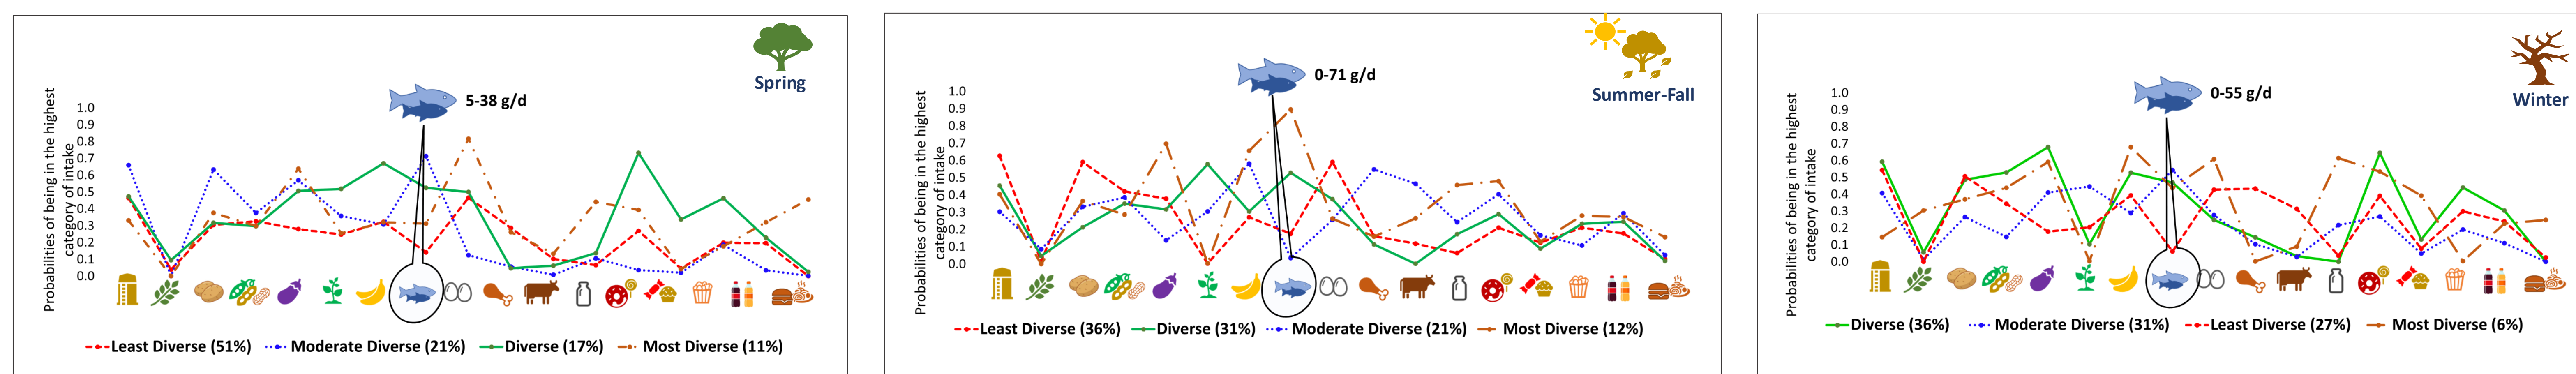 Spring
5-38 g/d
Probabilities of being in the highest
category of intake
1.0
0.9
0.8
0.7
0.6
0.5
0.4
0.3
0.2
0.1
0.0
Least Diverse (51%) Moderate Diverse (21%) Diverse (17%) Most Diverse (11%)
Summer-Fall
0-71 g/d
Probabilities of being in the highest
category of intake
1.0
0.9
0.8
0.7
0.6
0.5
0.4
0.3
0.2
0.1
0.0
Least Diverse (36%) Diverse (31%) Moderate Diverse (21%) Most Diverse (12%)
Winter
0-55 g/d
Probabilities of being in the highest
category of intake
1.0
0.9
0.8
0.7
0.6
0.5
0.4
0.3
0.2
0.1
0.0
Diverse (36%) Moderate Diverse (31%) Least Diverse (27%) Most Diverse (6%)